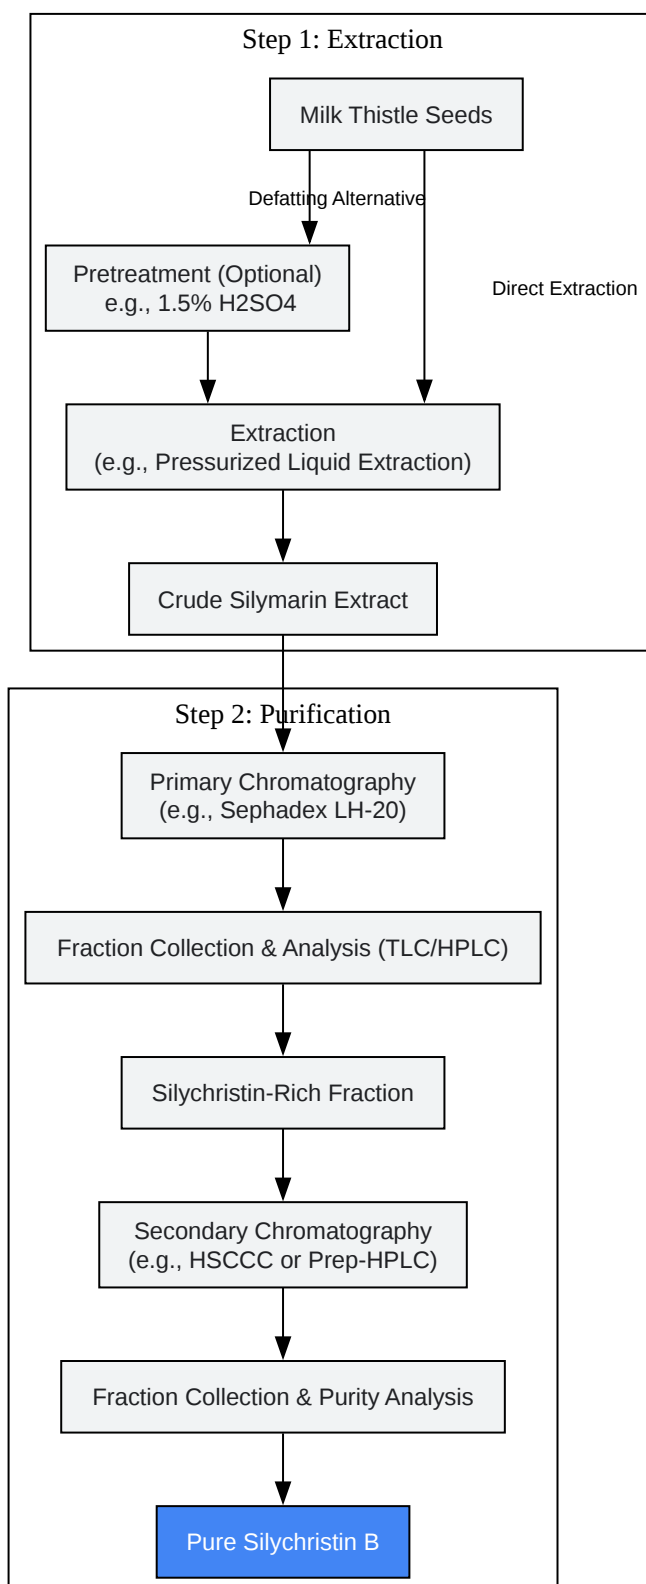 Step 1: Extraction
Milk Thistle Seeds
Defatting Alternative
Pretreatment (Optional)
e.g., 1.5% H2SO4
Direct Extraction
Extraction
(e.g., Pressurized Liquid Extraction)
Crude Silymarin Extract
Step 2: Purification
Primary Chromatography
(e.g., Sephadex LH-20)
Fraction Collection & Analysis (TLC/HPLC)
Silychristin-Rich Fraction
Secondary Chromatography
(e.g., HSCCC or Prep-HPLC)
Fraction Collection & Purity Analysis
Pure Silychristin B